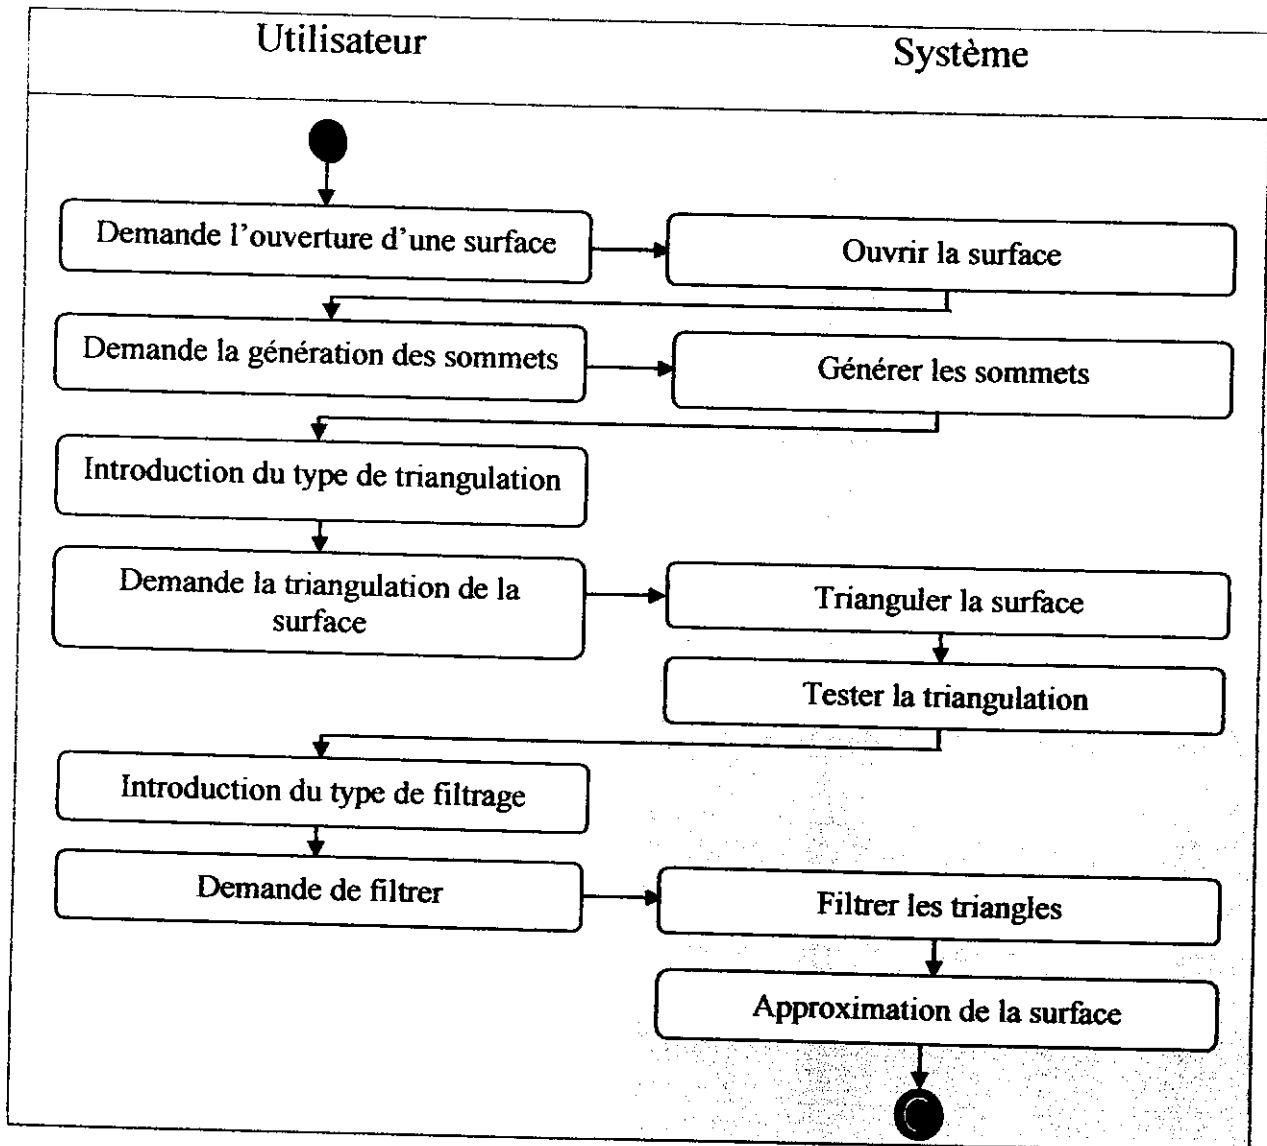 Utilisateur
Système
Demande l'ouverture d'une surface
Ouvrir la surface
Demande la génération des sommets
Générer les sommets
Introduction du type de triangulation
Demande la triangulation de la
surface
Trianguler la surface
Tester la triangulation
Introduction du type de filtrage
Demande de filtrer
Filtrer les triangles
Approximation de la surface